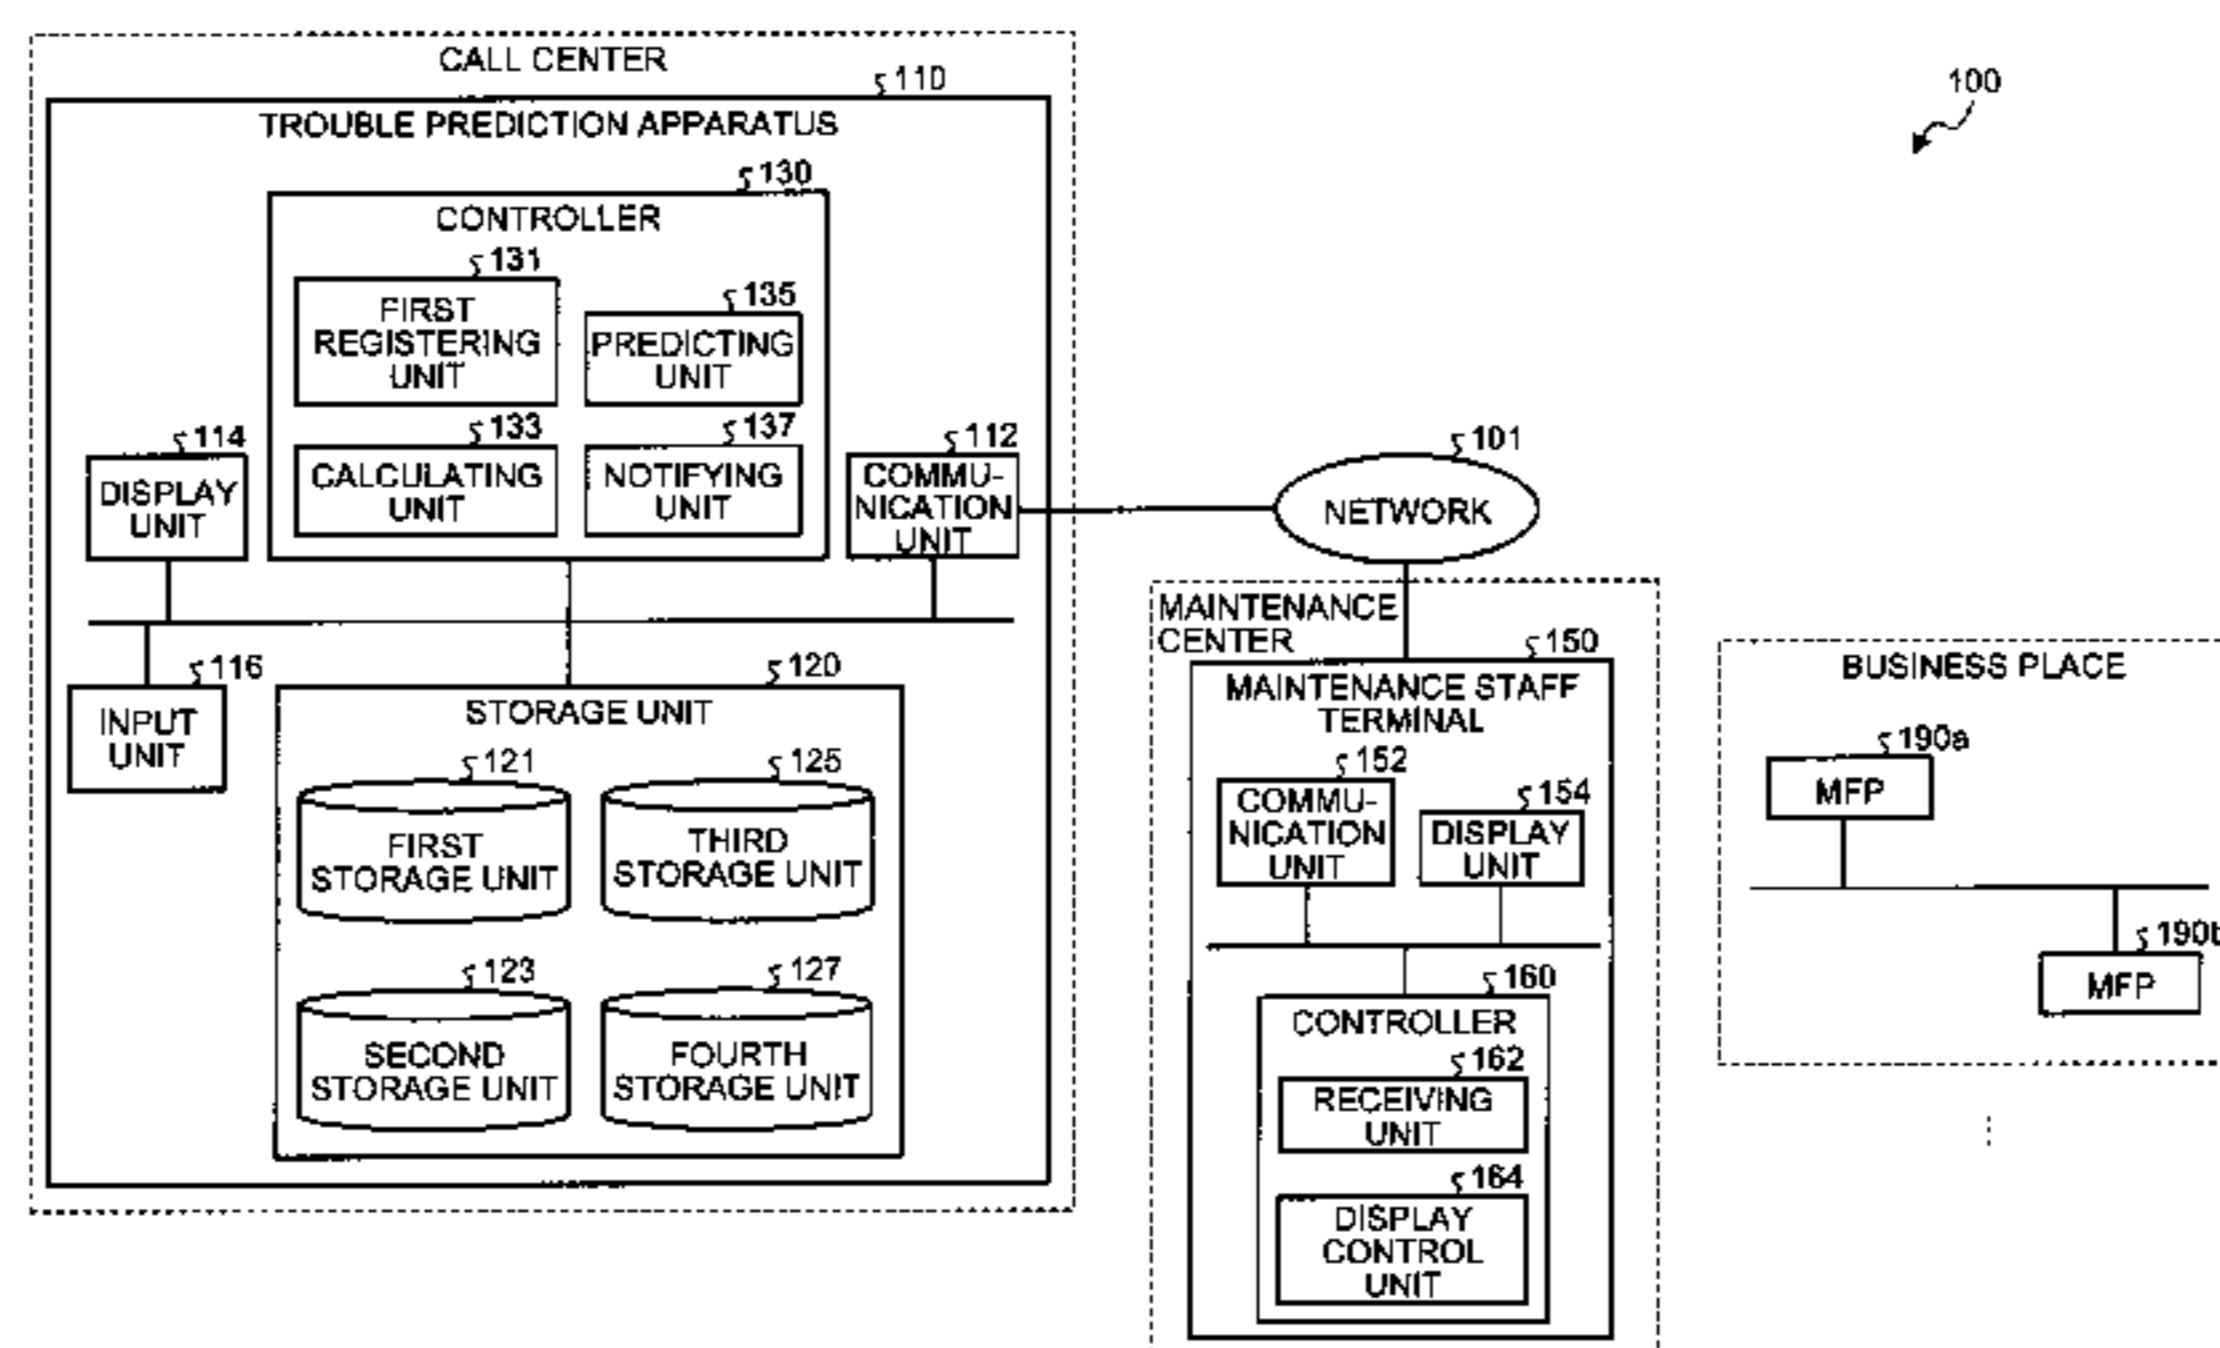 CALL CENTER
110
TROUBLE PREDICTION APPARATUS
130
CONTROLLER
131
FIRST
REGISTERING
UNIT
135
PREDICTING
UNIT
133
CALCULATING
UNIT
137
NOTIFYING
UNIT
114
DISPLAY
UNIT
112
COMMU-
NICATION
UNIT
116
INPUT
UNIT
120
STORAGE UNIT
121
FIRST
STORAGE UNIT
125
THIRD
STORAGE UNIT
123
SECOND
STORAGE UNIT
127
FOURTH
STORAGE UNIT
100
101
NETWORK
MAINTENANCE
CENTER
150
MAINTENANCE STAFF
TERMINAL
152
COMMU-
NICATION
UNIT
154
DISPLAY
UNIT
160
CONTROLLER
162
RECEIVING
UNIT
164
DISPLAY
CONTROL
UNIT
BUSINESS PLACE
190a
MFP
190b
MFP